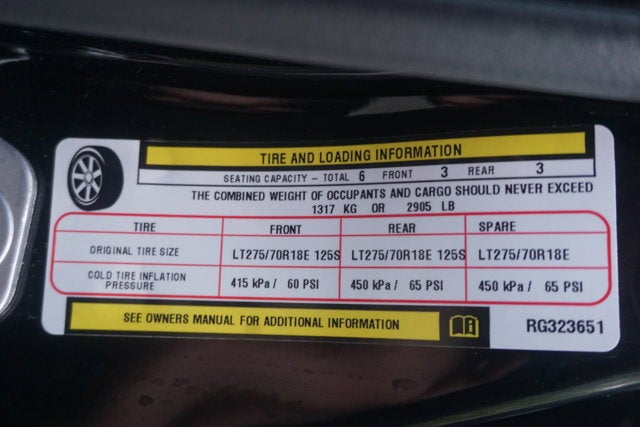 TIRE AND LOADING INFORMATION
SEATING CAPACITY – TOTAL 6 FRONT 3 REAR 3
THE COMBINED WEIGHT OF OCCUPANTS AND CARGO SHOULD NEVER EXCEED
1317 KG OR 2905 LB
TIRE FRONT REAR SPARE
ORIGINAL TIRE SIZE LT275/70R18E 125S LT275/70R18E 125S LT275/70R18E
COLD TIRE INFLATION
PRESSURE 415 kPa / 60 PSI 450 kPa / 65 PSI 450 kPa / 65 PSI
SEE OWNERS MANUAL FOR ADDITIONAL INFORMATION
RG323651